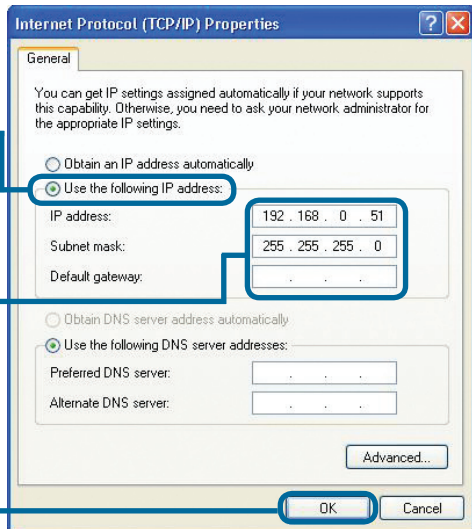 Internet Protocol (TCP/IP) Properties
General
You can get IP settings assigned automatically if your network supports
this capability. Otherwise, you need to ask your network administrator for
the appropriate IP settings.
Obtain an IP address automatically
Use the following IP address:
IP address: 192 . 168 . 0 . 51
Subnet mask: 255 . 255 . 255 . 0
Default gateway: . . .
Obtain DNS server address automatically
Use the following DNS server addresses:
Preferred DNS server: . . .
Alternate DNS server: . . .
Advanced...
OK Cancel